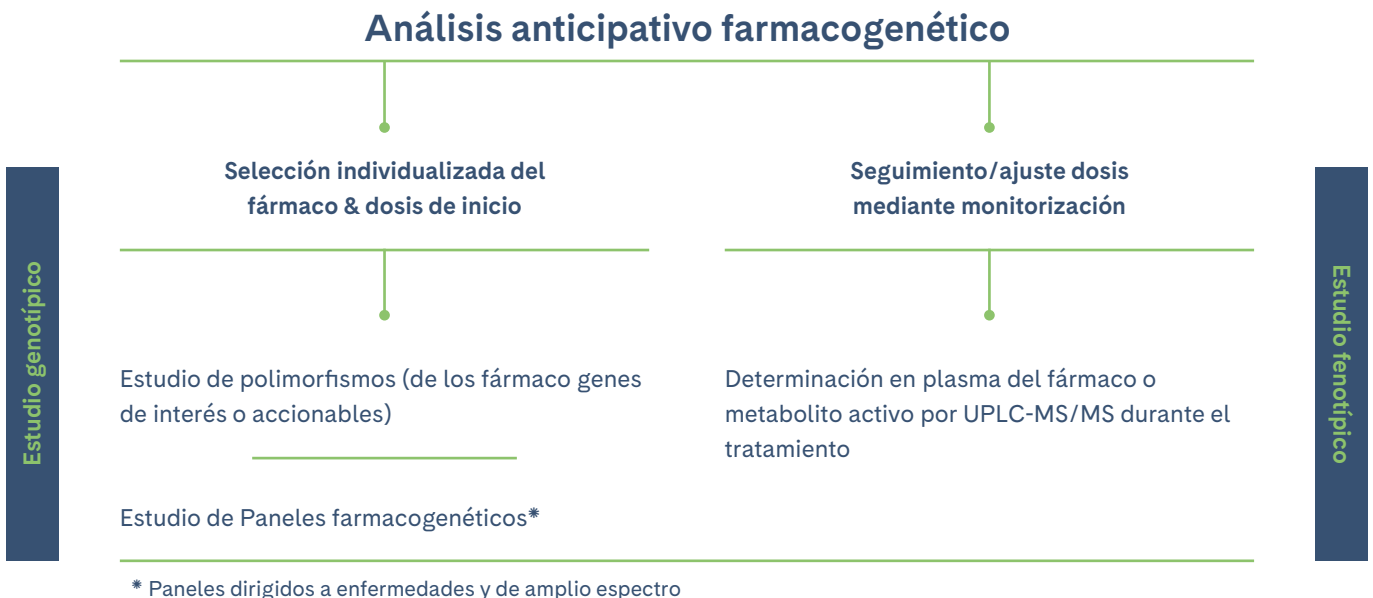 Análisis anticipativo farmacogenético
Estudio genotípico
Selección individualizada del
fármaco & dosis de inicio
Estudio de polimorfismos (de los fármaco genes
de interés o accionables)
Estudio de Paneles farmacogenéticos*
Seguimiento/ajuste dosis
mediante monitorización
Determinación en plasma del fármaco o
metabolito activo por UPLC-MS/MS durante el
tratamiento
Estudio fenotípico
* Paneles dirigidos a enfermedades y de amplio espectro